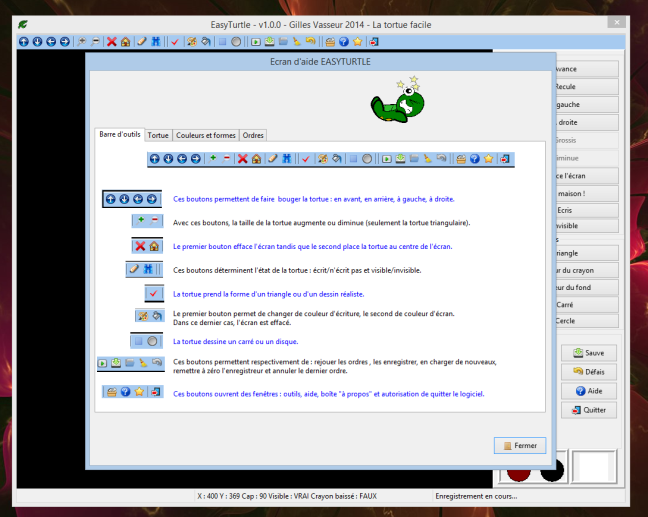 EasyTurtle - v1.0.0 - Gilles Vasseur 2014 - La tortue facile
Ecran d'aide EASYTURTLE
Barre d'outils Tortue Couleurs et formes Ordres
Ces boutons permettent de faire bouger la tortue : en avant, en arrière, à gauche, à droite.
Avec ces boutons, la taille de la tortue augmente ou diminue (seulement la tortue triangulaire).
Le premier bouton efface l'écran tandis que le second place la tortue au centre de l'écran.
Ces boutons déterminent l'état de la tortue : écrit/n'écrit pas et visible/invisible.
La tortue prend la forme d'un triangle ou d'un dessin réaliste.
Le premier bouton permet de changer de couleur d'écriture, le second de couleur d'écran.
Dans ce dernier cas, l'écran est effacé.
La tortue dessine un carré ou un disque.
Ces boutons permettent respectivement de : rejouer les ordres , les enregistrer, en charger de nouveaux,
remettre à zéro l'enregistreur et annuler le dernier ordre.
Ces boutons ouvrent des fenêtres : outils, aide, boîte "à propos" et autorisation de quitter le logiciel.
Fermer
vance
Recule
gauche
droite
Grossis
iminue
ce l'écran
maison !
Ecris
visible
s
riangle
ur du crayon
eur du fond
Carré
Cercle
Sauve
Défais
Aide
Quitter
X : 400 Y : 369 Cap : 90 Visible : VRAI Crayon baissé : FAUX
Enregistrement en cours...